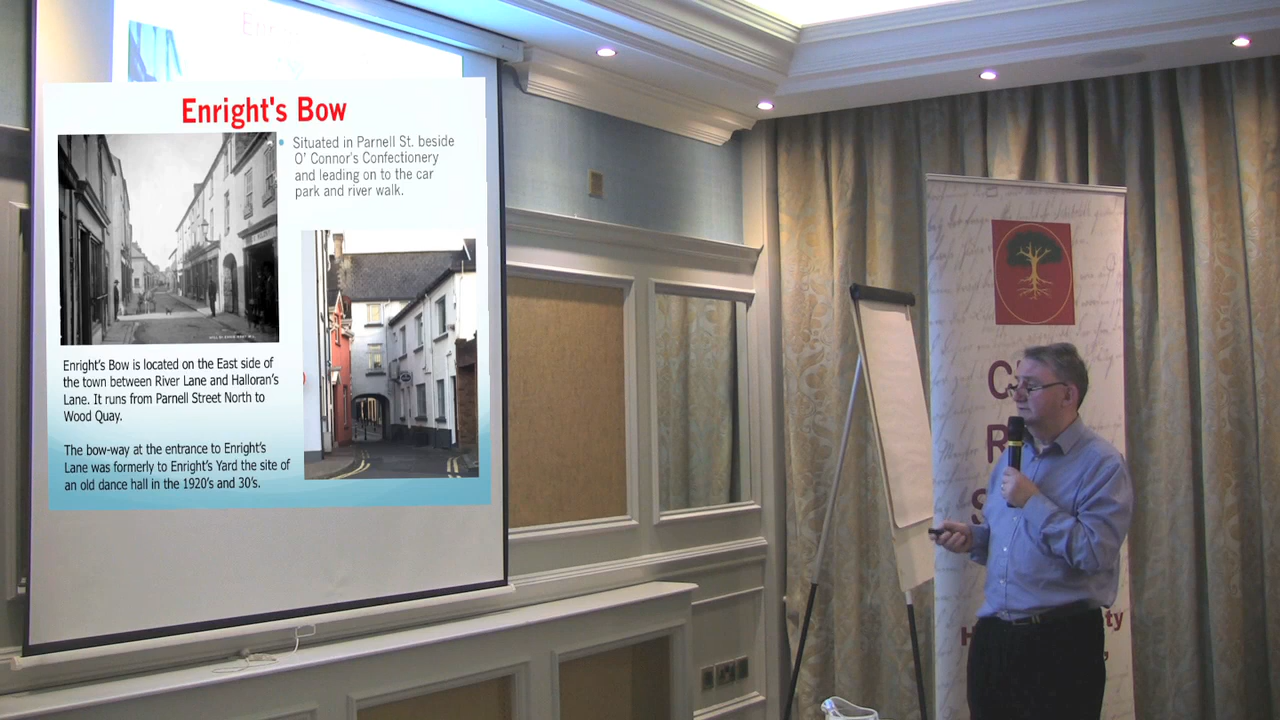 Enright's Bow
• Situated in Parnell St. beside
O' Connor's Confectionery
and leading on to the car
park and river walk.
Enright's Bow is located on the East side of
the town between River Lane and Halloran's
Lane. It runs from Parnell Street North to
Wood Quay.
The bow-way at the entrance to Enright's
Lane was formerly to Enright's Yard the site of
an old dance hall in the 1920's and 30's.
C
R
S
H
ty